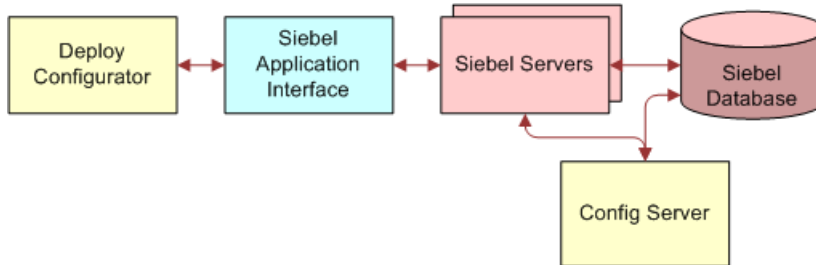 Deploy
Configurator
Siebel
Application
Interface
Siebel Servers
Siebel
Database
Config Server